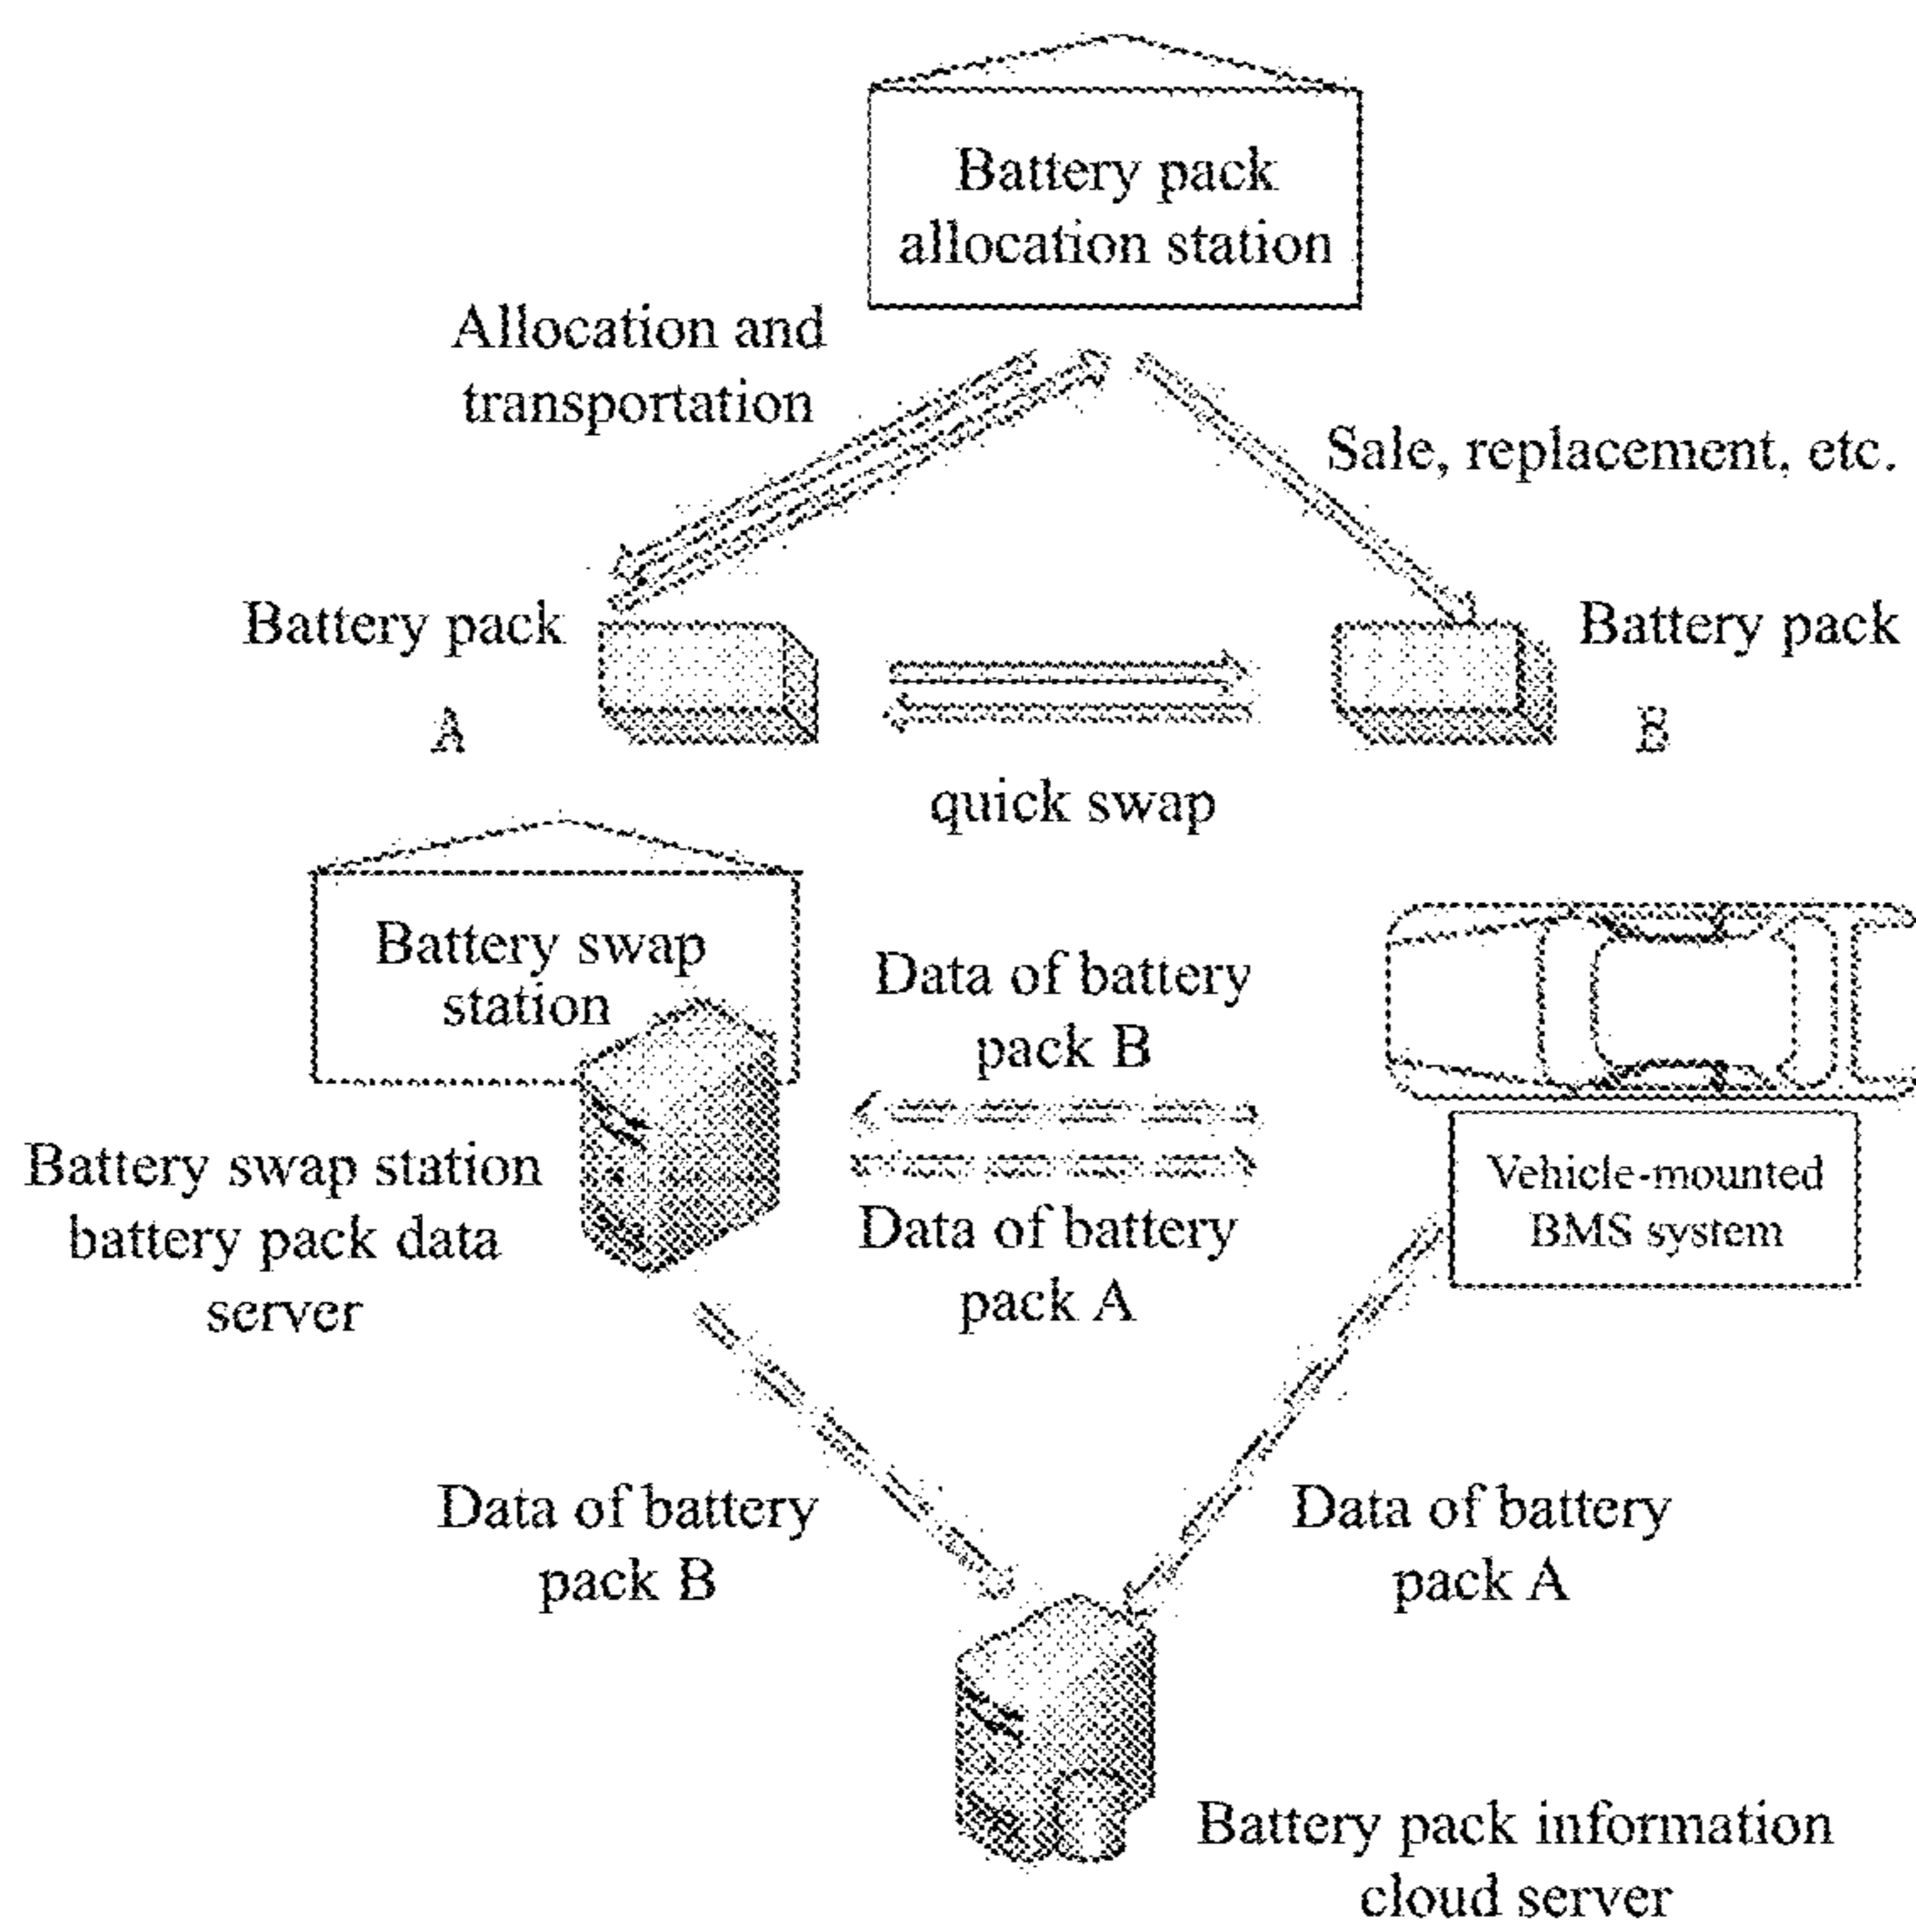 Battery pack
allocation station
Allocation and
transportation
Sale, replacement, etc.
Battery pack
A
Battery pack
B
quick swap
Battery swap
station
Data of battery
pack B
Battery swap station
battery pack data
server
Data of battery
pack A
Vehicle-mounted
BMS system
Data of battery
pack B
Data of battery
pack A
Battery pack information
cloud server